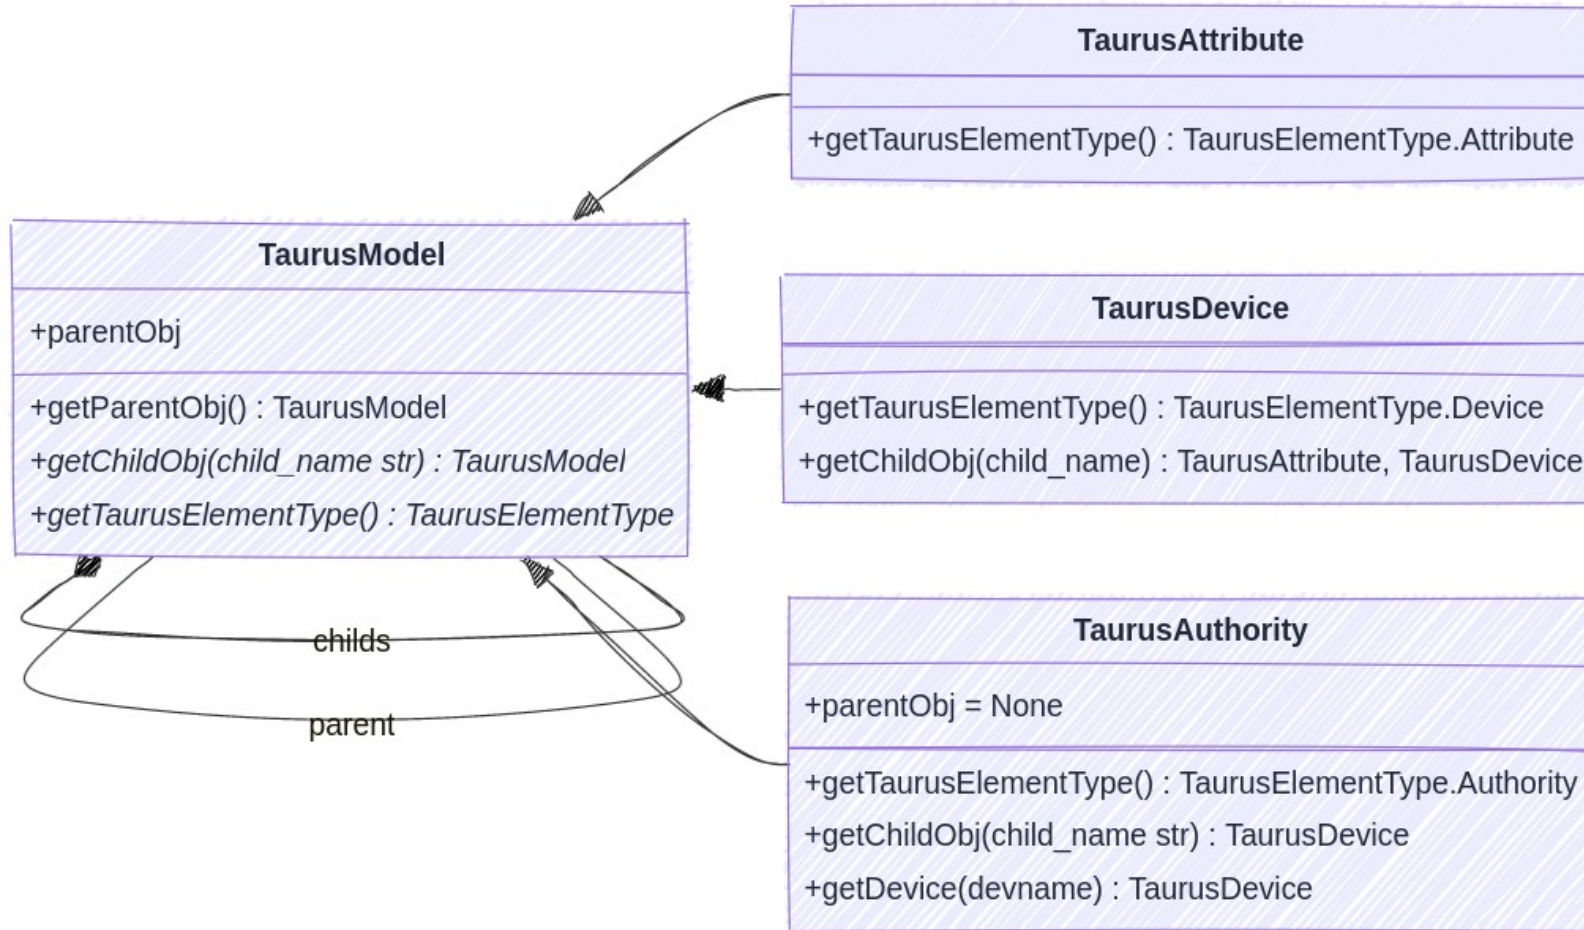 TaurusAttribute
+getTaurusElementType() : TaurusElementType.Attribute
TaurusModel
+parentObj
+getParentObj() : TaurusModel
+getChildObj(child_name str) : TaurusModel
+getTaurusElementType() : TaurusElementType
TaurusDevice
+getTaurusElementType() : TaurusElementType.Device
+getChildObj(child_name) : TaurusAttribute, TaurusDevice
childs
parent
TaurusAuthority
+parentObj = None
+getTaurusElementType() : TaurusElementType.Authority
+getChildObj(child_name str) : TaurusDevice
+getDevice(devname) : TaurusDevice